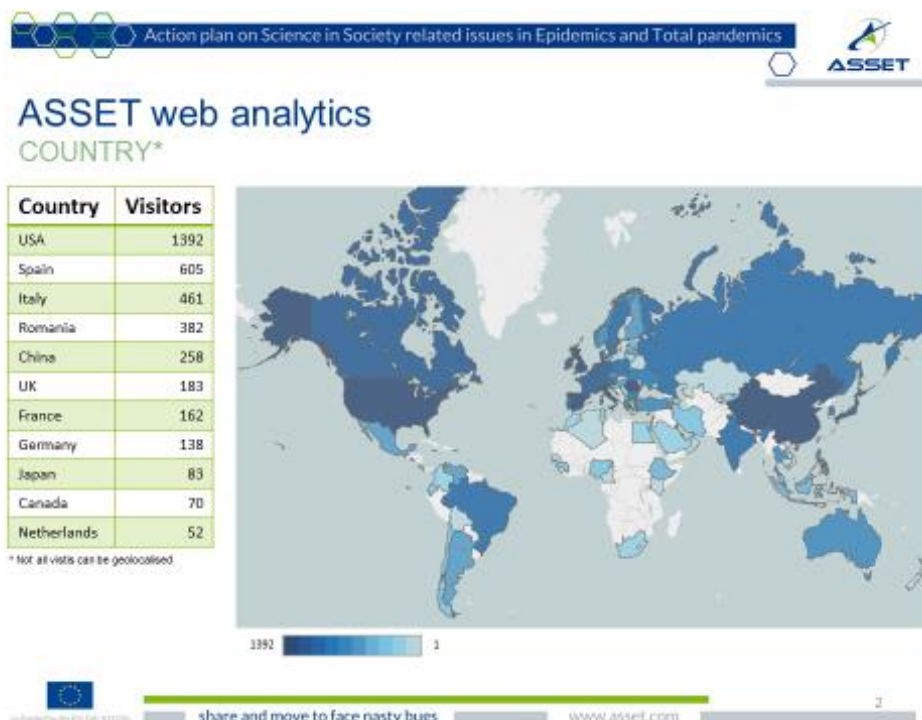 Action plan on Science in Society related issues in Epidemics and Total pandemics
ASSET
ASSET web analytics
COUNTRY*
Country Visitors
USA 1392
Spain 605
Italy 461
Romania 382
China 258
UK 183
France 162
Germany 138
Japan 83
Canada 70
Netherlands 52
* Not all vistis can be geolocalised
1392 1
2
share and move to face nasty bugs www.asset.com